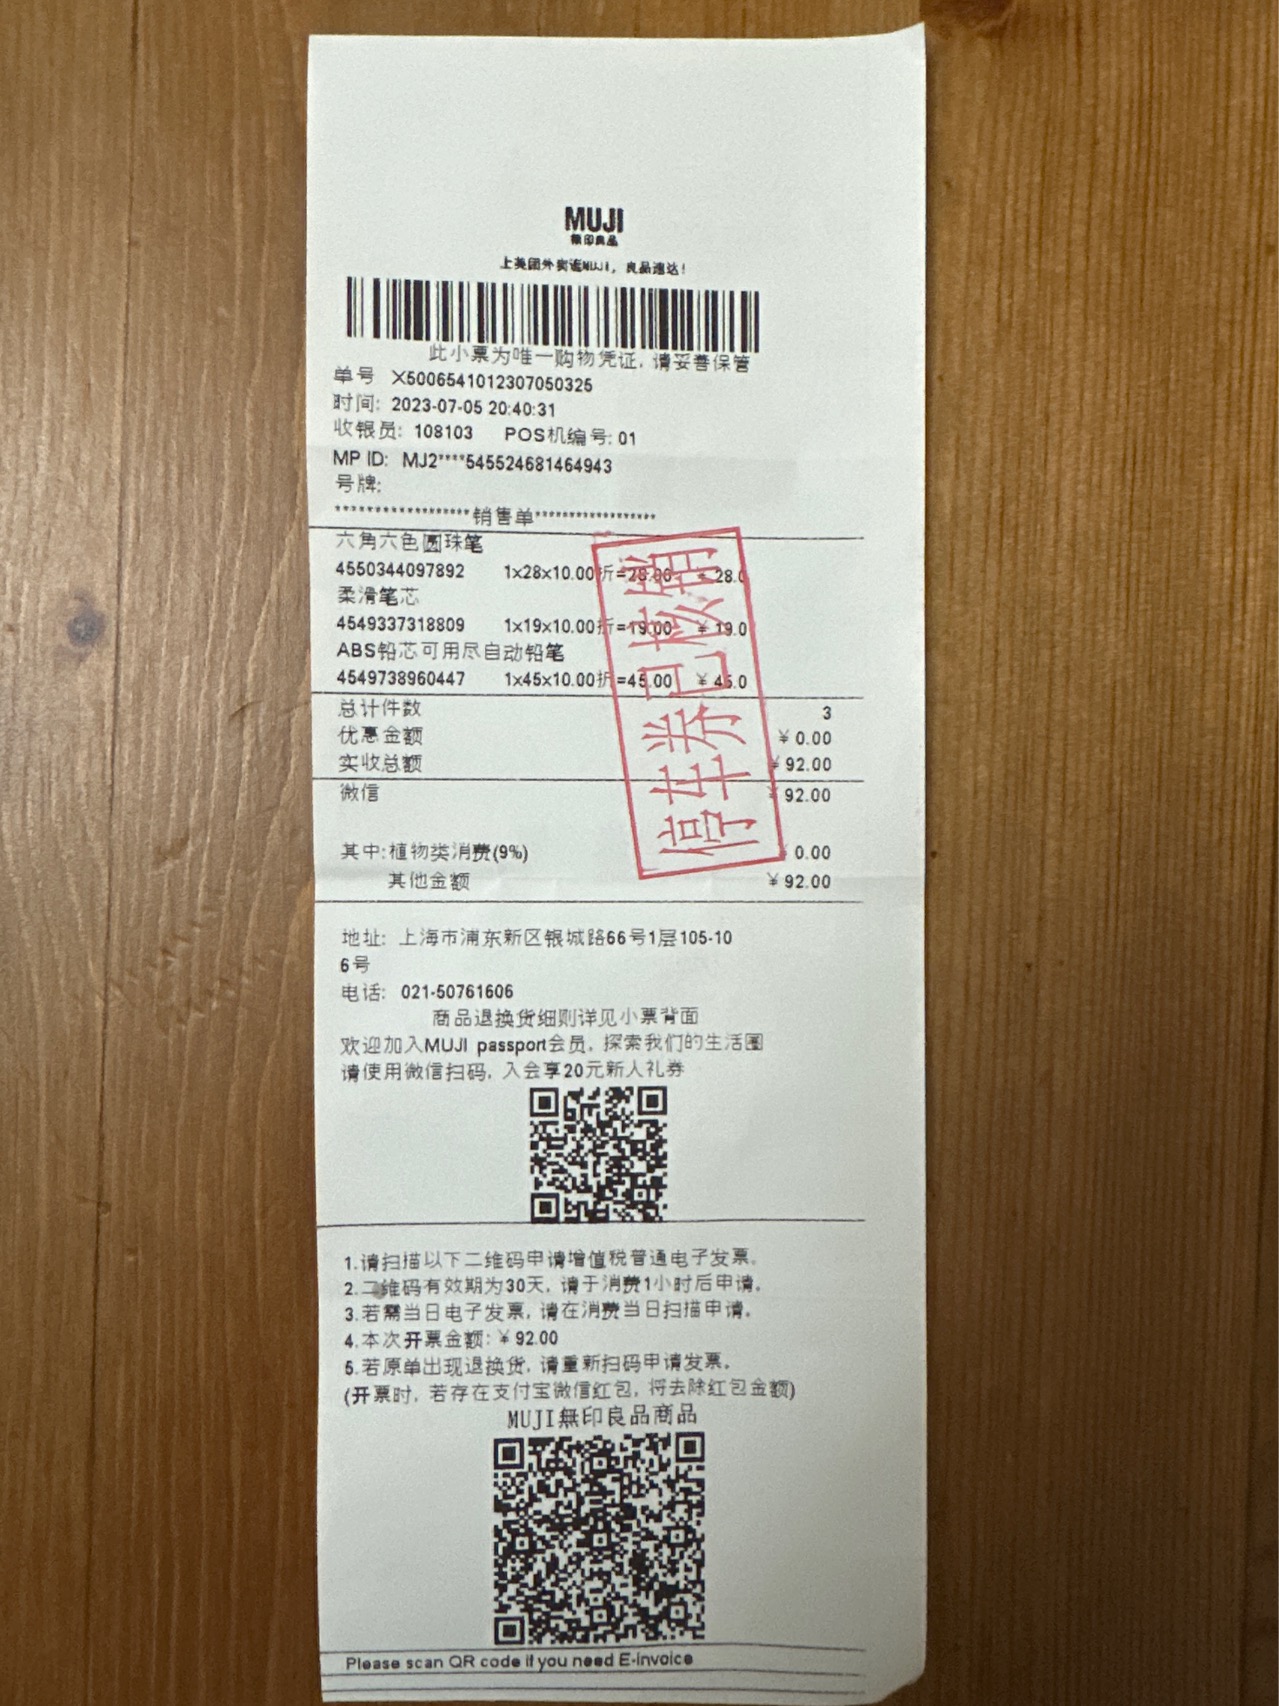 MUJI
無印良品
上美团外卖逛MUJI，良品速达！
此小票为唯一购物凭证，请妥善保管
单号 X5006541012307050325
时间: 2023-07-05 20:40:31
收银员: 108103 POS机编号: 01
MP ID: MJ2****545524681464943
号牌:
******************销售单*****************
六角六色圆珠笔
4550344097892 1x28x10.00折=28.00 ￥28.0
柔滑笔芯
4549337318809 1x19x10.00折=19.00 ￥19.0
ABS铅芯可用尽自动铅笔
4549738960447 1x45x10.00折=45.00 ￥45.0
停车券已核销
总计件数 3
优惠金额 ￥0.00
实收总额 ￥92.00
微信 ￥92.00
其中:植物类消费(9%) ￥0.00
其他金额 ￥92.00
地址: 上海市浦东新区银城路66号1层105-10
6号
电话: 021-50761606
商品退换货细则详见小票背面
欢迎加入MUJI passport会员，探索我们的生活圈
请使用微信扫码，入会享20元新人礼券
1.请扫描以下二维码申请增值税普通电子发票。
2.二维码有效期为30天，请于消费1小时后申请。
3.若需当日电子发票，请在消费当日扫描申请。
4.本次开票金额:￥92.00
5.若原单出现退换货，请重新扫码申请发票。
(开票时，若存在支付宝微信红包，将去除红包金额)
MUJI無印良品商品
Please scan QR code if you need E-invoice